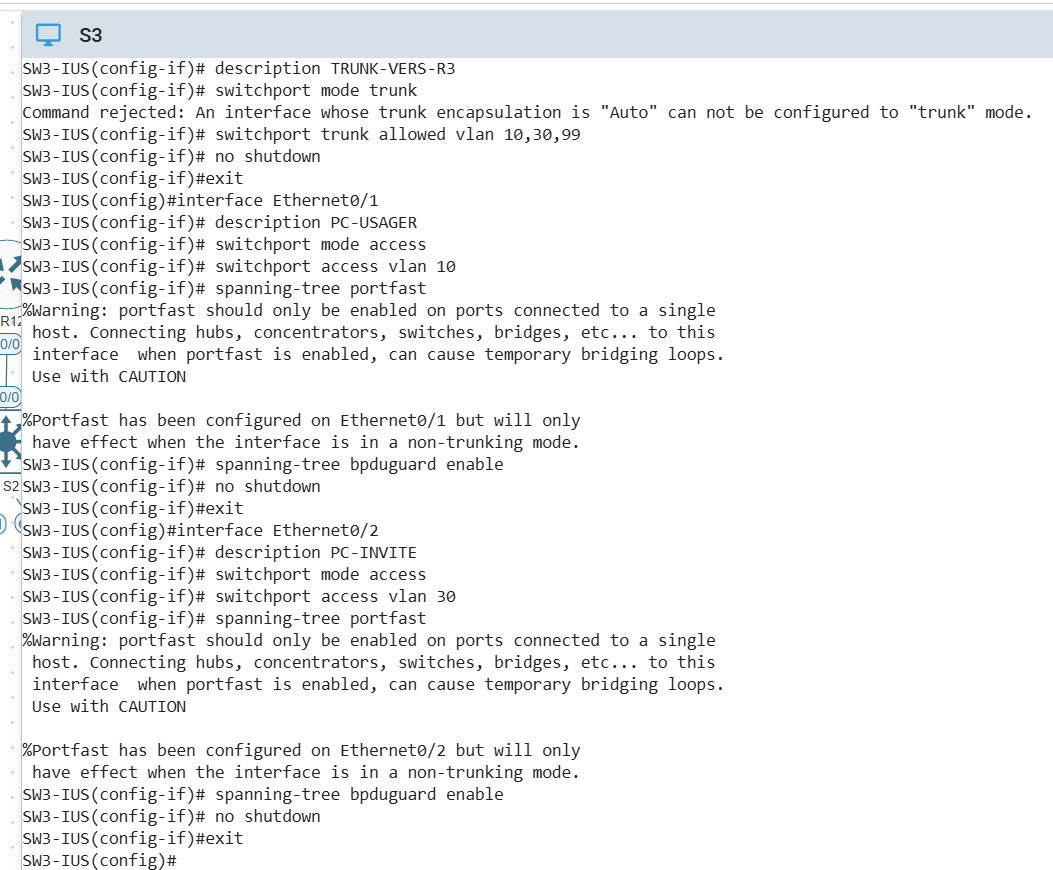 S3
SW3-IUS(config-if)# description TRUNK-VERS-R3
SW3-IUS(config-if)# switchport mode trunk
Command rejected: An interface whose trunk encapsulation is "Auto" can not be configured to "trunk" mode.
SW3-IUS(config-if)# switchport trunk allowed vlan 10,30,99
SW3-IUS(config-if)# no shutdown
SW3-IUS(config-if)#exit
SW3-IUS(config)#interface Ethernet0/1
SW3-IUS(config-if)# description PC-USAGER
SW3-IUS(config-if)# switchport mode access
SW3-IUS(config-if)# switchport access vlan 10
SW3-IUS(config-if)# spanning-tree portfast
%Warning: portfast should only be enabled on ports connected to a single
host. Connecting hubs, concentrators, switches, bridges, etc... to this
interface  when portfast is enabled, can cause temporary bridging loops.
Use with CAUTION
%Portfast has been configured on Ethernet0/1 but will only
have effect when the interface is in a non-trunking mode.
SW3-IUS(config-if)# spanning-tree bpduguard enable
SW3-IUS(config-if)# no shutdown
SW3-IUS(config-if)#exit
SW3-IUS(config)#interface Ethernet0/2
SW3-IUS(config-if)# description PC-INVITE
SW3-IUS(config-if)# switchport mode access
SW3-IUS(config-if)# switchport access vlan 30
SW3-IUS(config-if)# spanning-tree portfast
%Warning: portfast should only be enabled on ports connected to a single
host. Connecting hubs, concentrators, switches, bridges, etc... to this
interface  when portfast is enabled, can cause temporary bridging loops.
Use with CAUTION
%Portfast has been configured on Ethernet0/2 but will only
have effect when the interface is in a non-trunking mode.
SW3-IUS(config-if)# spanning-tree bpduguard enable
SW3-IUS(config-if)# no shutdown
SW3-IUS(config-if)#exit
SW3-IUS(config)#
R12
0/0
0/0
S2